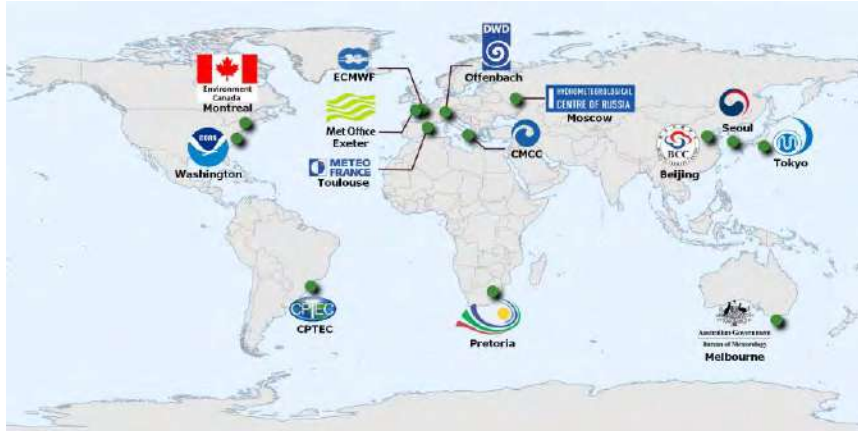 Environment
Canada
Montreal
NOAA
Washington
ECMWF
Met Office
Exeter
METEO
FRANCE
Toulouse
DWD
Offenbach
HYDROMETEOROLOGICAL
CENTRE OF RUSSIA
Moscow
CMCC
BCC
Beijing
Seoul
Tokyo
CPTEC
CPTEC
Pretoria
Australian Government
Bureau of Meteorology
Melbourne